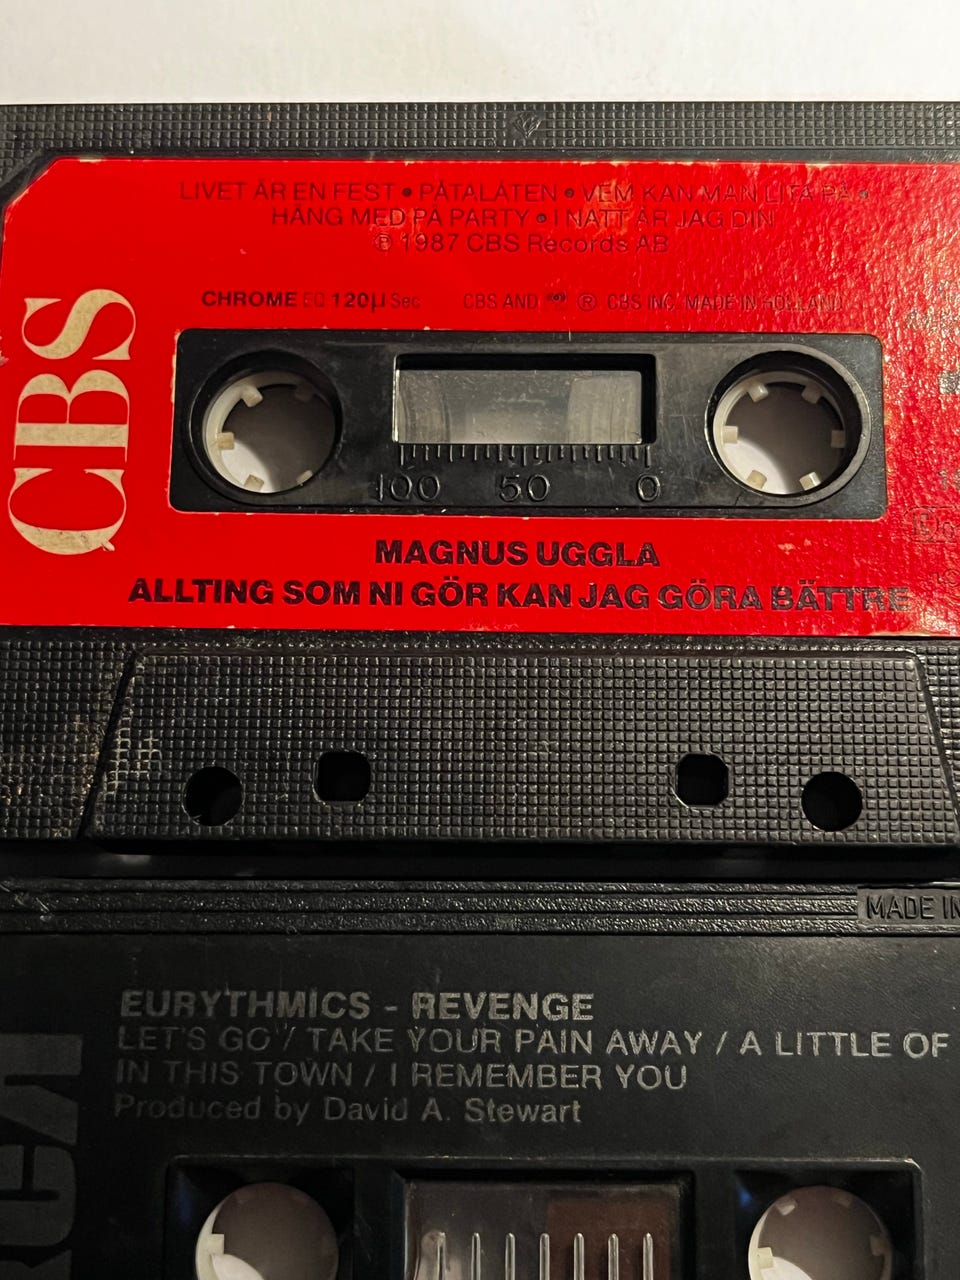 LIVET ÄR EN FEST • PÅTALÅTEN • VEM KAN MAN LITA PÅ •
HÄNG MED PÅ PARTY • I NATT ÄR JAG DIN
℗ 1987 CBS Records AB
CHROME EQ 120µ Sec CBS AND ® CBS INC. MADE IN HOLLAND
CBS
100 50 0
MAGNUS UGGLA
ALLTING SOM NI GÖR KAN JAG GÖRA BÄTTRE
MADE IN
EURYTHMICS - REVENGE
LET'S GO / TAKE YOUR PAIN AWAY / A LITTLE OF
IN THIS TOWN / I REMEMBER YOU
Produced by David A. Stewart